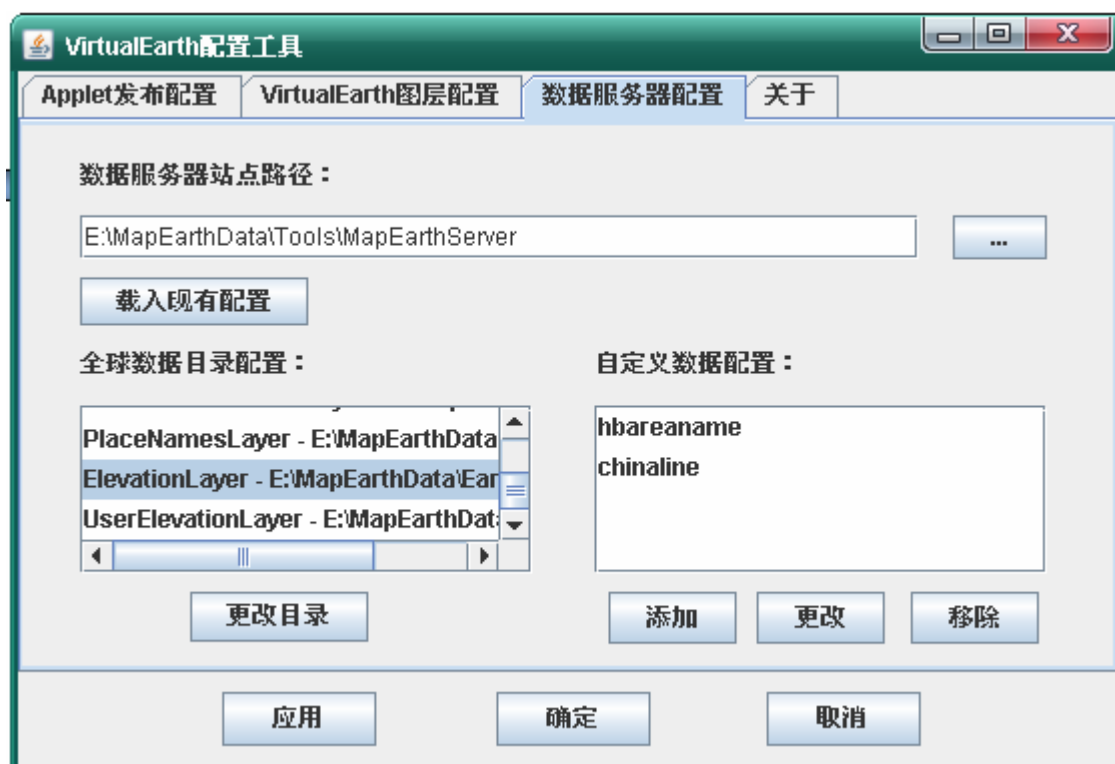 VirtualEarth配置工具
Applet发布配置 VirtualEarth图层配置 数据服务器配置 关于
数据服务器站点路径：
E:\MapEarthData\Tools\MapEarthServer ...
载入现有配置
全球数据目录配置： 自定义数据配置：
PlaceNamesLayer - E:\MapEarthData hbareaname
ElevationLayer - E:\MapEarthData\Ear chinaline
UserElevationLayer - E:\MapEarthDat
更改目录 添加 更改 移除
应用 确定 取消